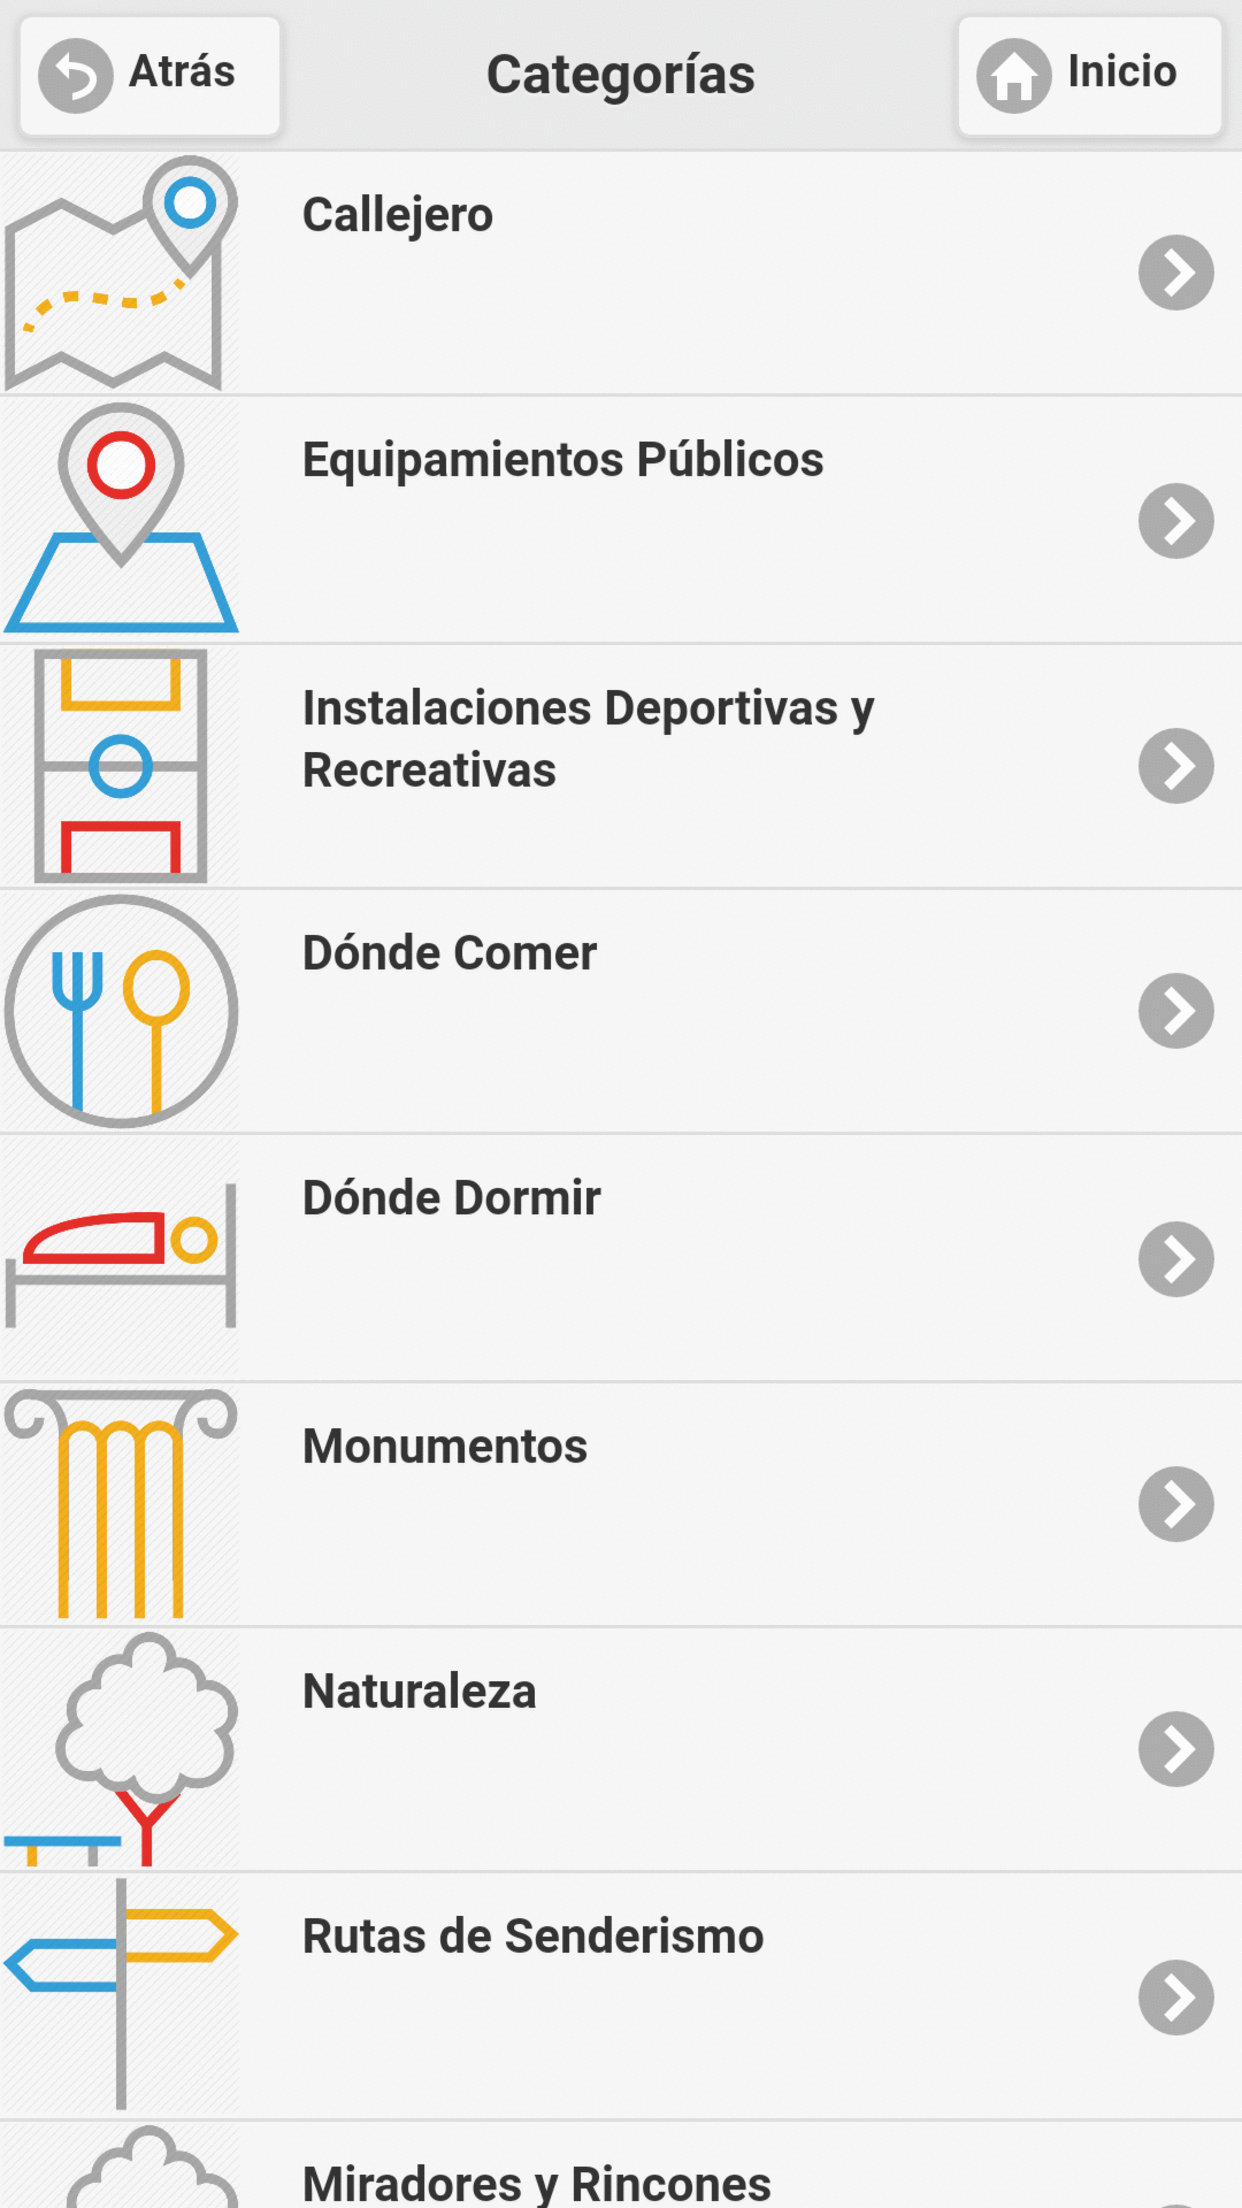 Atrás
Categorías
Inicio
Callejero
Equipamientos Públicos
Instalaciones Deportivas y
Recreativas
Dónde Comer
Dónde Dormir
Monumentos
Naturaleza
Rutas de Senderismo
Miradores y Rincones